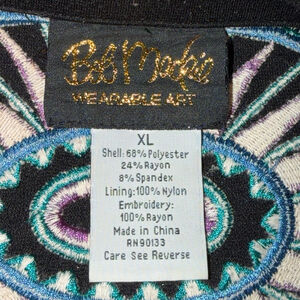 Bob Mackie
WEARABLE ART
XL
Shell: 68% Polyester
24% Rayon
8% Spandex
Lining: 100% Nylon
Embroidery:
100% Rayon
Made in China
RN90133
Care See Reverse